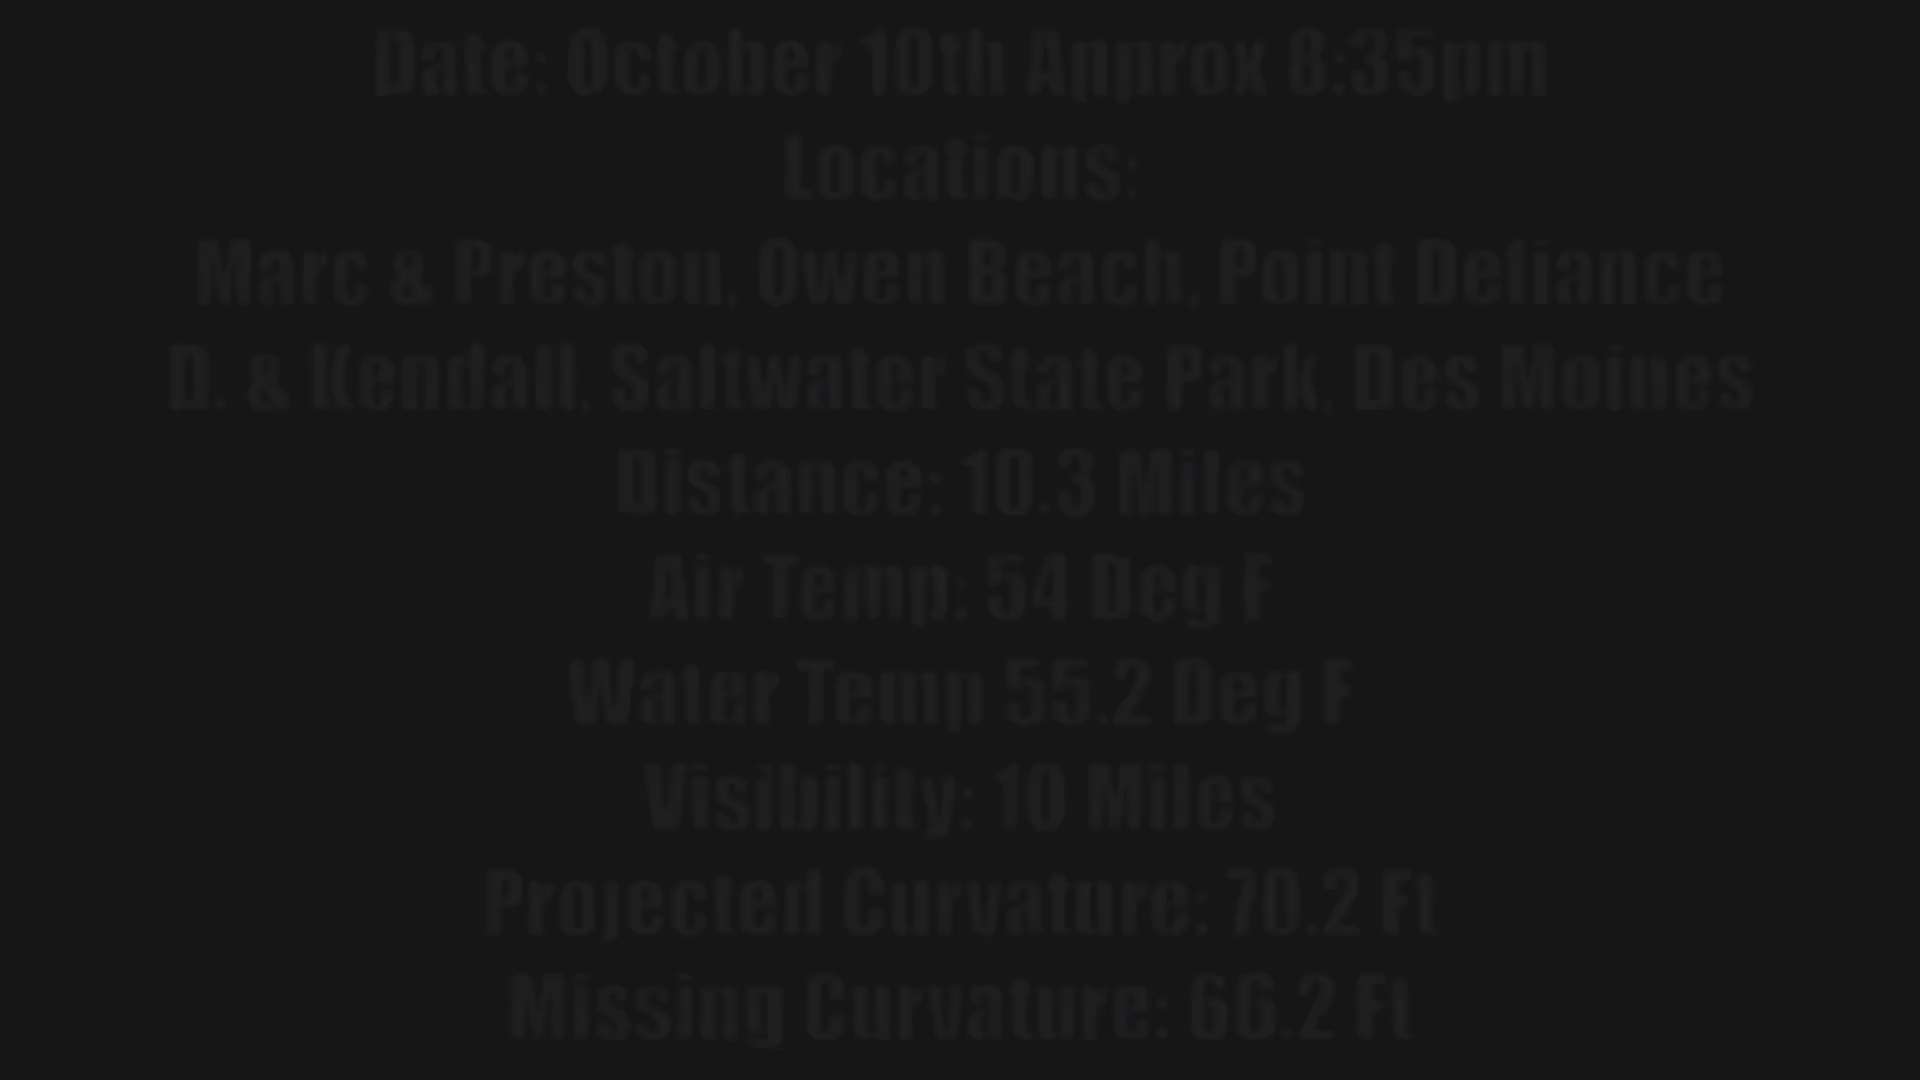 Date: October 10th Approx 8:35pm
Locations:
Marc & Preston, Owen Beach, Point Defiance
D. & Kendall, Saltwater State Park, Des Moines
Distance: 10.3 Miles
Air Temp: 54 Deg F
Water Temp 55.2 Deg F
Visibility: 10 Miles
Projected Curvature: 70.2 Ft
Missing Curvature: 66.2 Ft